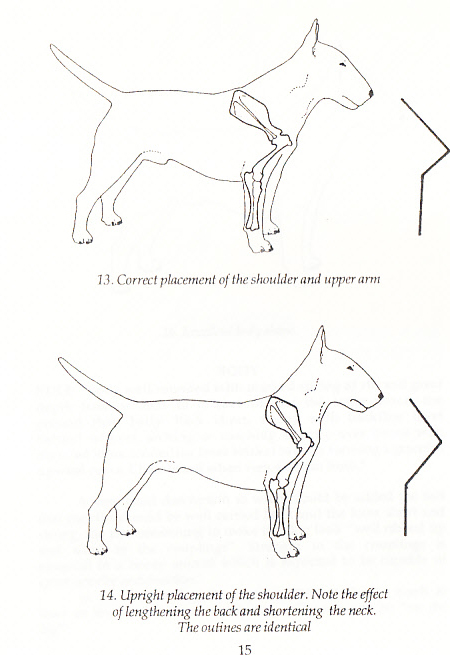 13. Correct placement of the shoulder and upper arm
14. Upright placement of the shoulder. Note the effect
of lengthening the back and shortening the neck.
The outines are identical
15